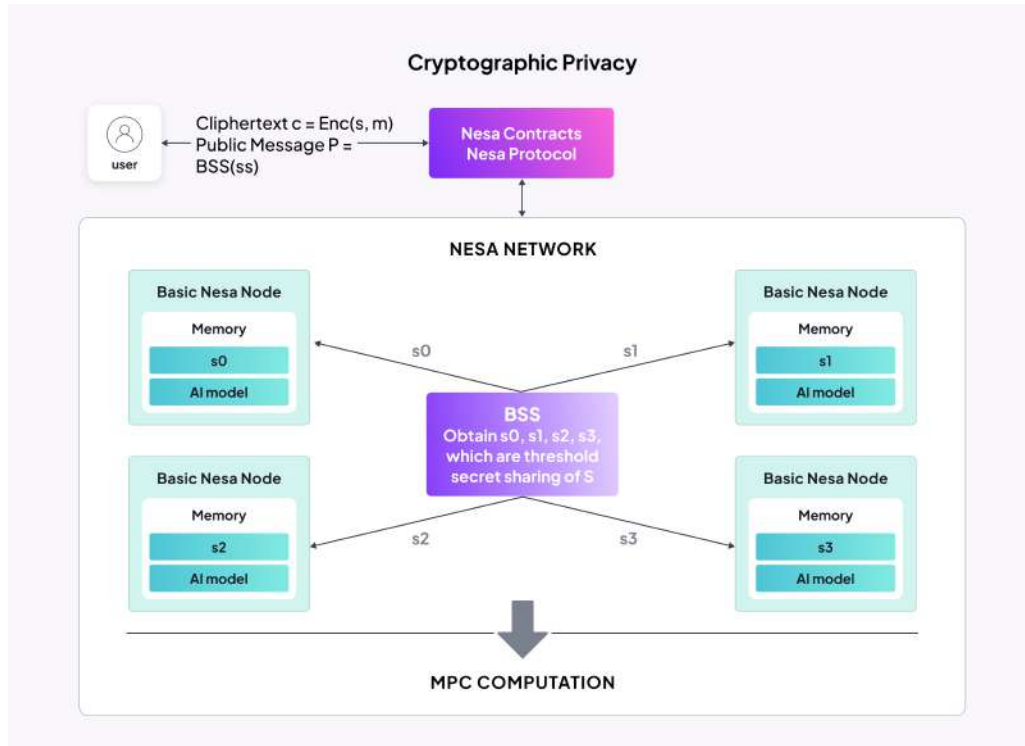 Cryptographic Privacy
user
Cliphertext c = Enc(s, m)
Public Message P =
BSS(ss)
Nesa Contracts
Nesa Protocol
NESA NETWORK
Basic Nesa Node
Memory
s0
AI model
Basic Nesa Node
Memory
s1
AI model
s0
s1
BSS
Obtain s0, s1, s2, s3,
which are threshold
secret sharing of S
Basic Nesa Node
Memory
s2
AI model
Basic Nesa Node
Memory
s3
AI model
s2
s3
MPC COMPUTATION